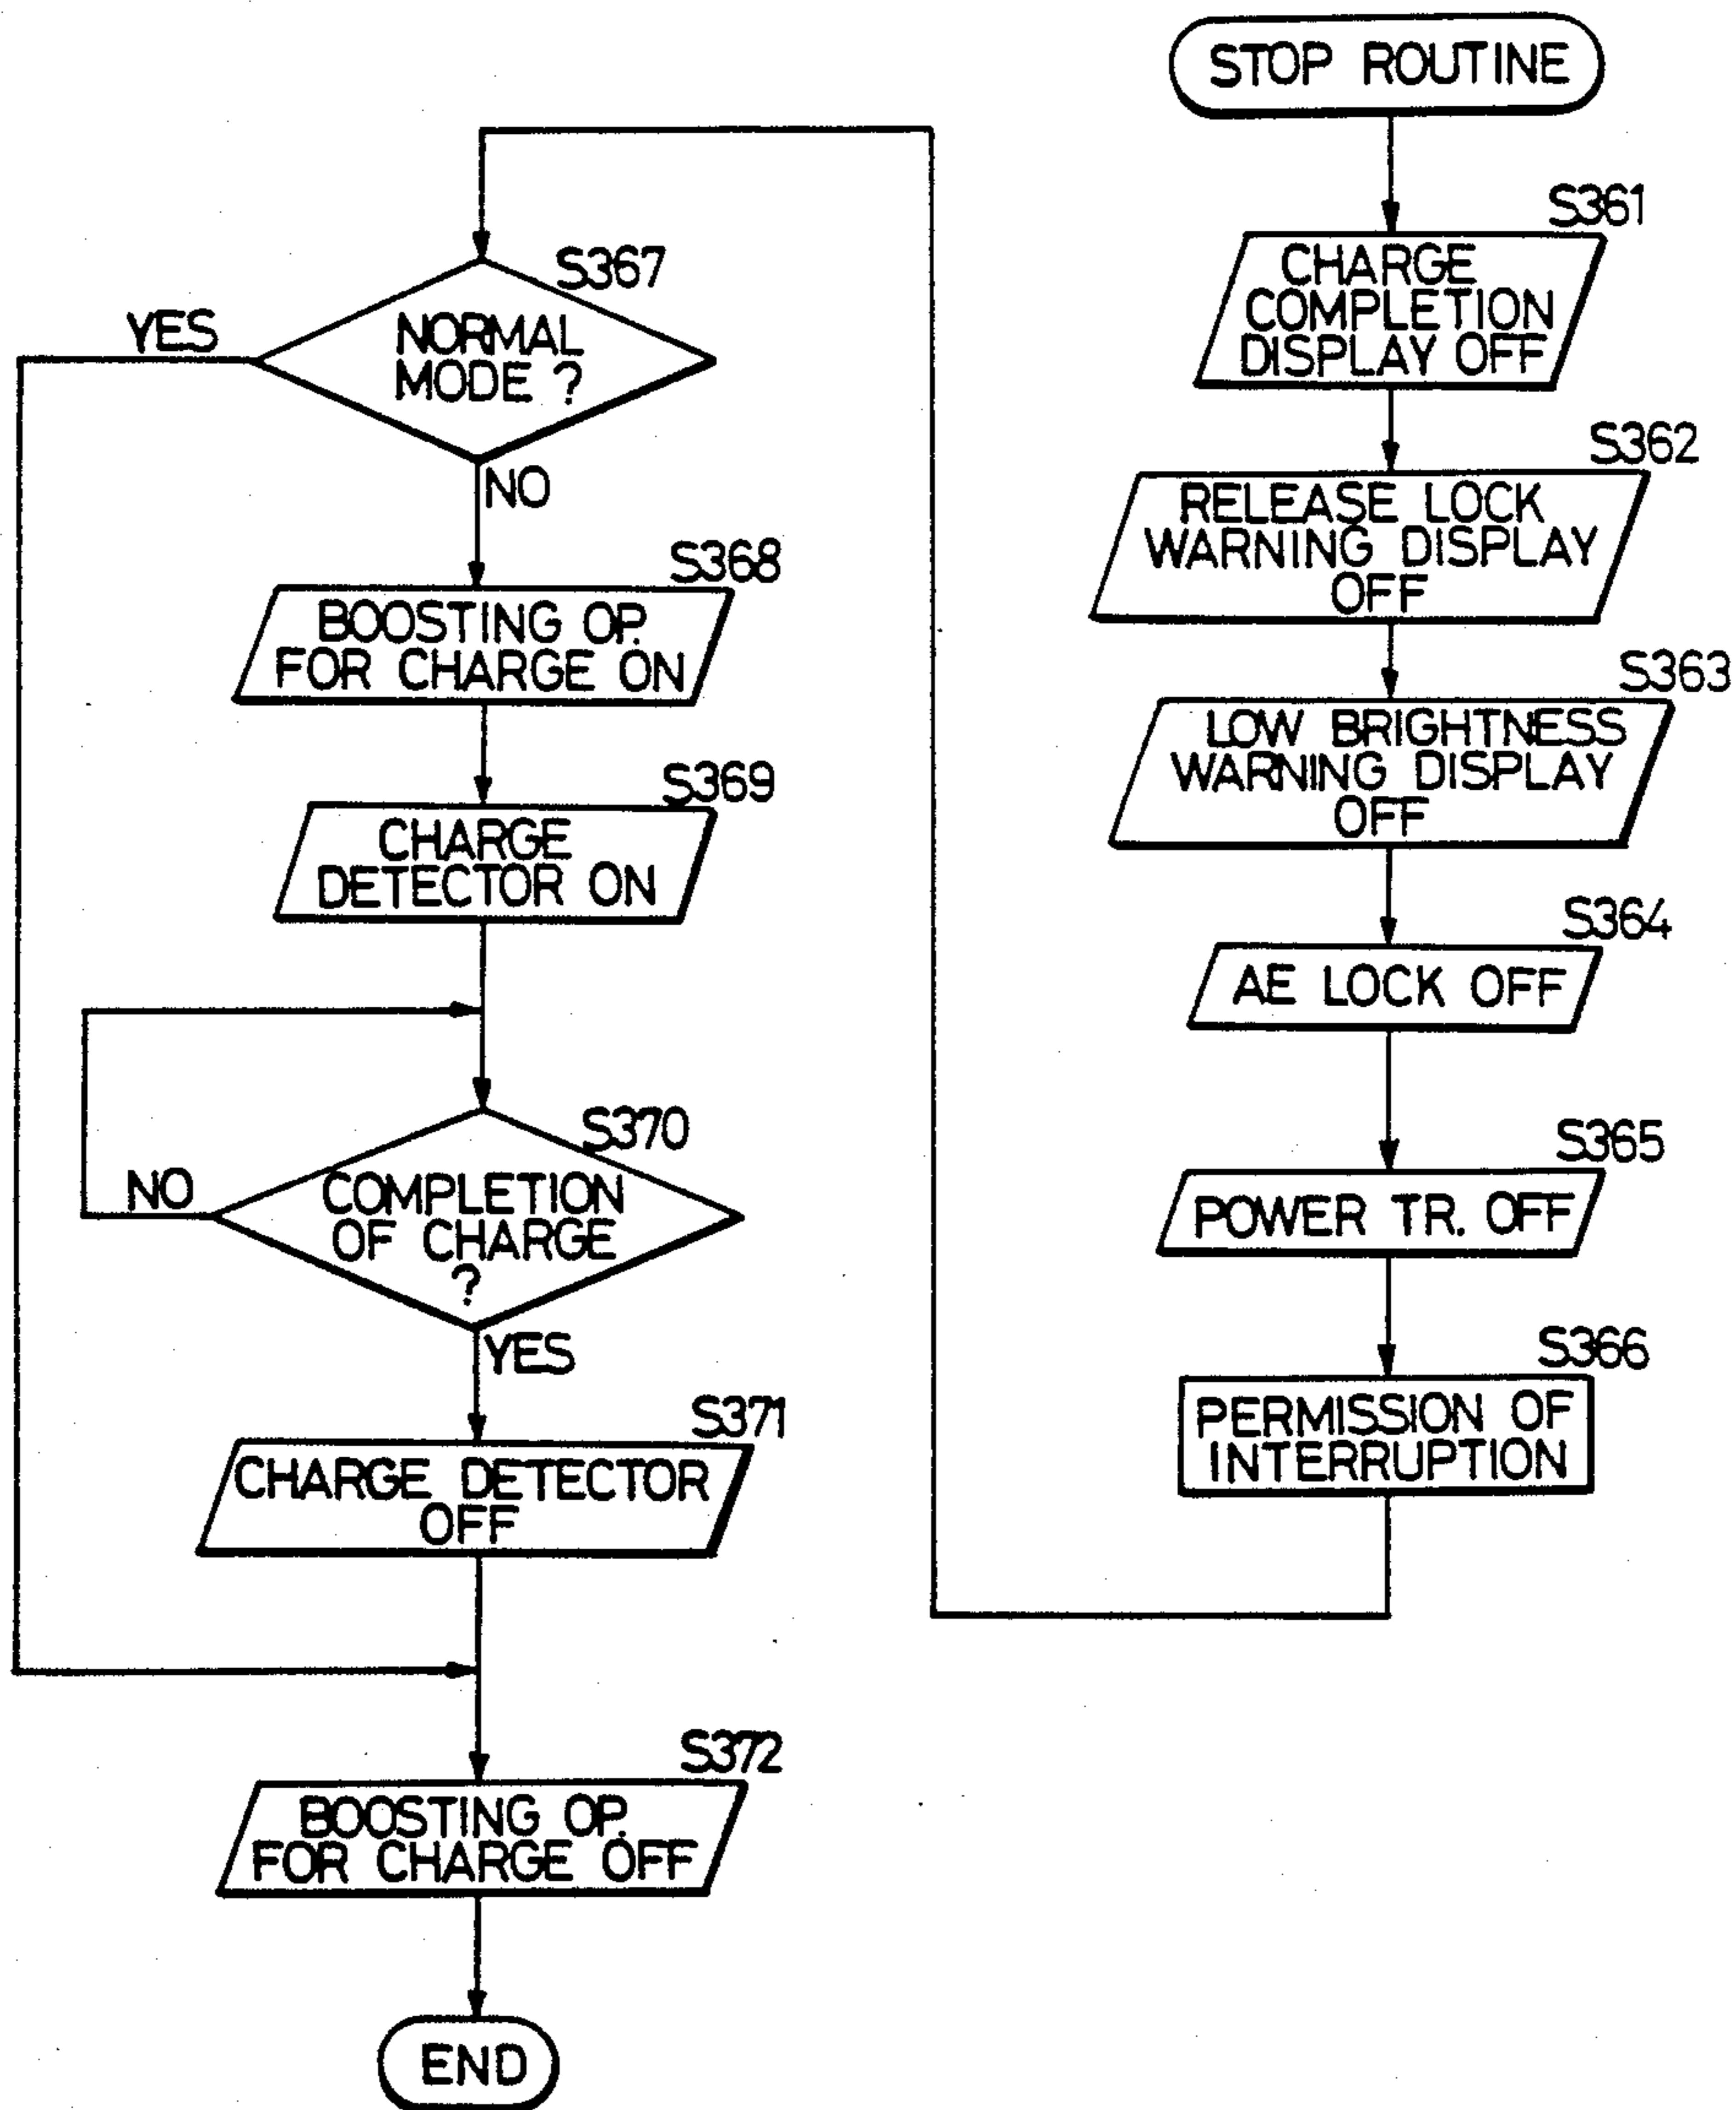 STOP ROUTINE
S361
CHARGE
COMPLETION
DISPLAY OFF
S362
RELEASE LOCK
WARNING DISPLAY
OFF
S363
LOW BRIGHTNESS
WARNING DISPLAY
OFF
S364
AE LOCK OFF
S365
POWER TR. OFF
S366
PERMISSION OF
INTERRUPTION
S367
NORMAL
MODE ?
YES
NO
S368
BOOSTING OP.
FOR CHARGE ON
S369
CHARGE
DETECTOR ON
S370
COMPLETION
OF CHARGE
?
NO
YES
S371
CHARGE DETECTOR
OFF
S372
BOOSTING OP.
FOR CHARGE OFF
END